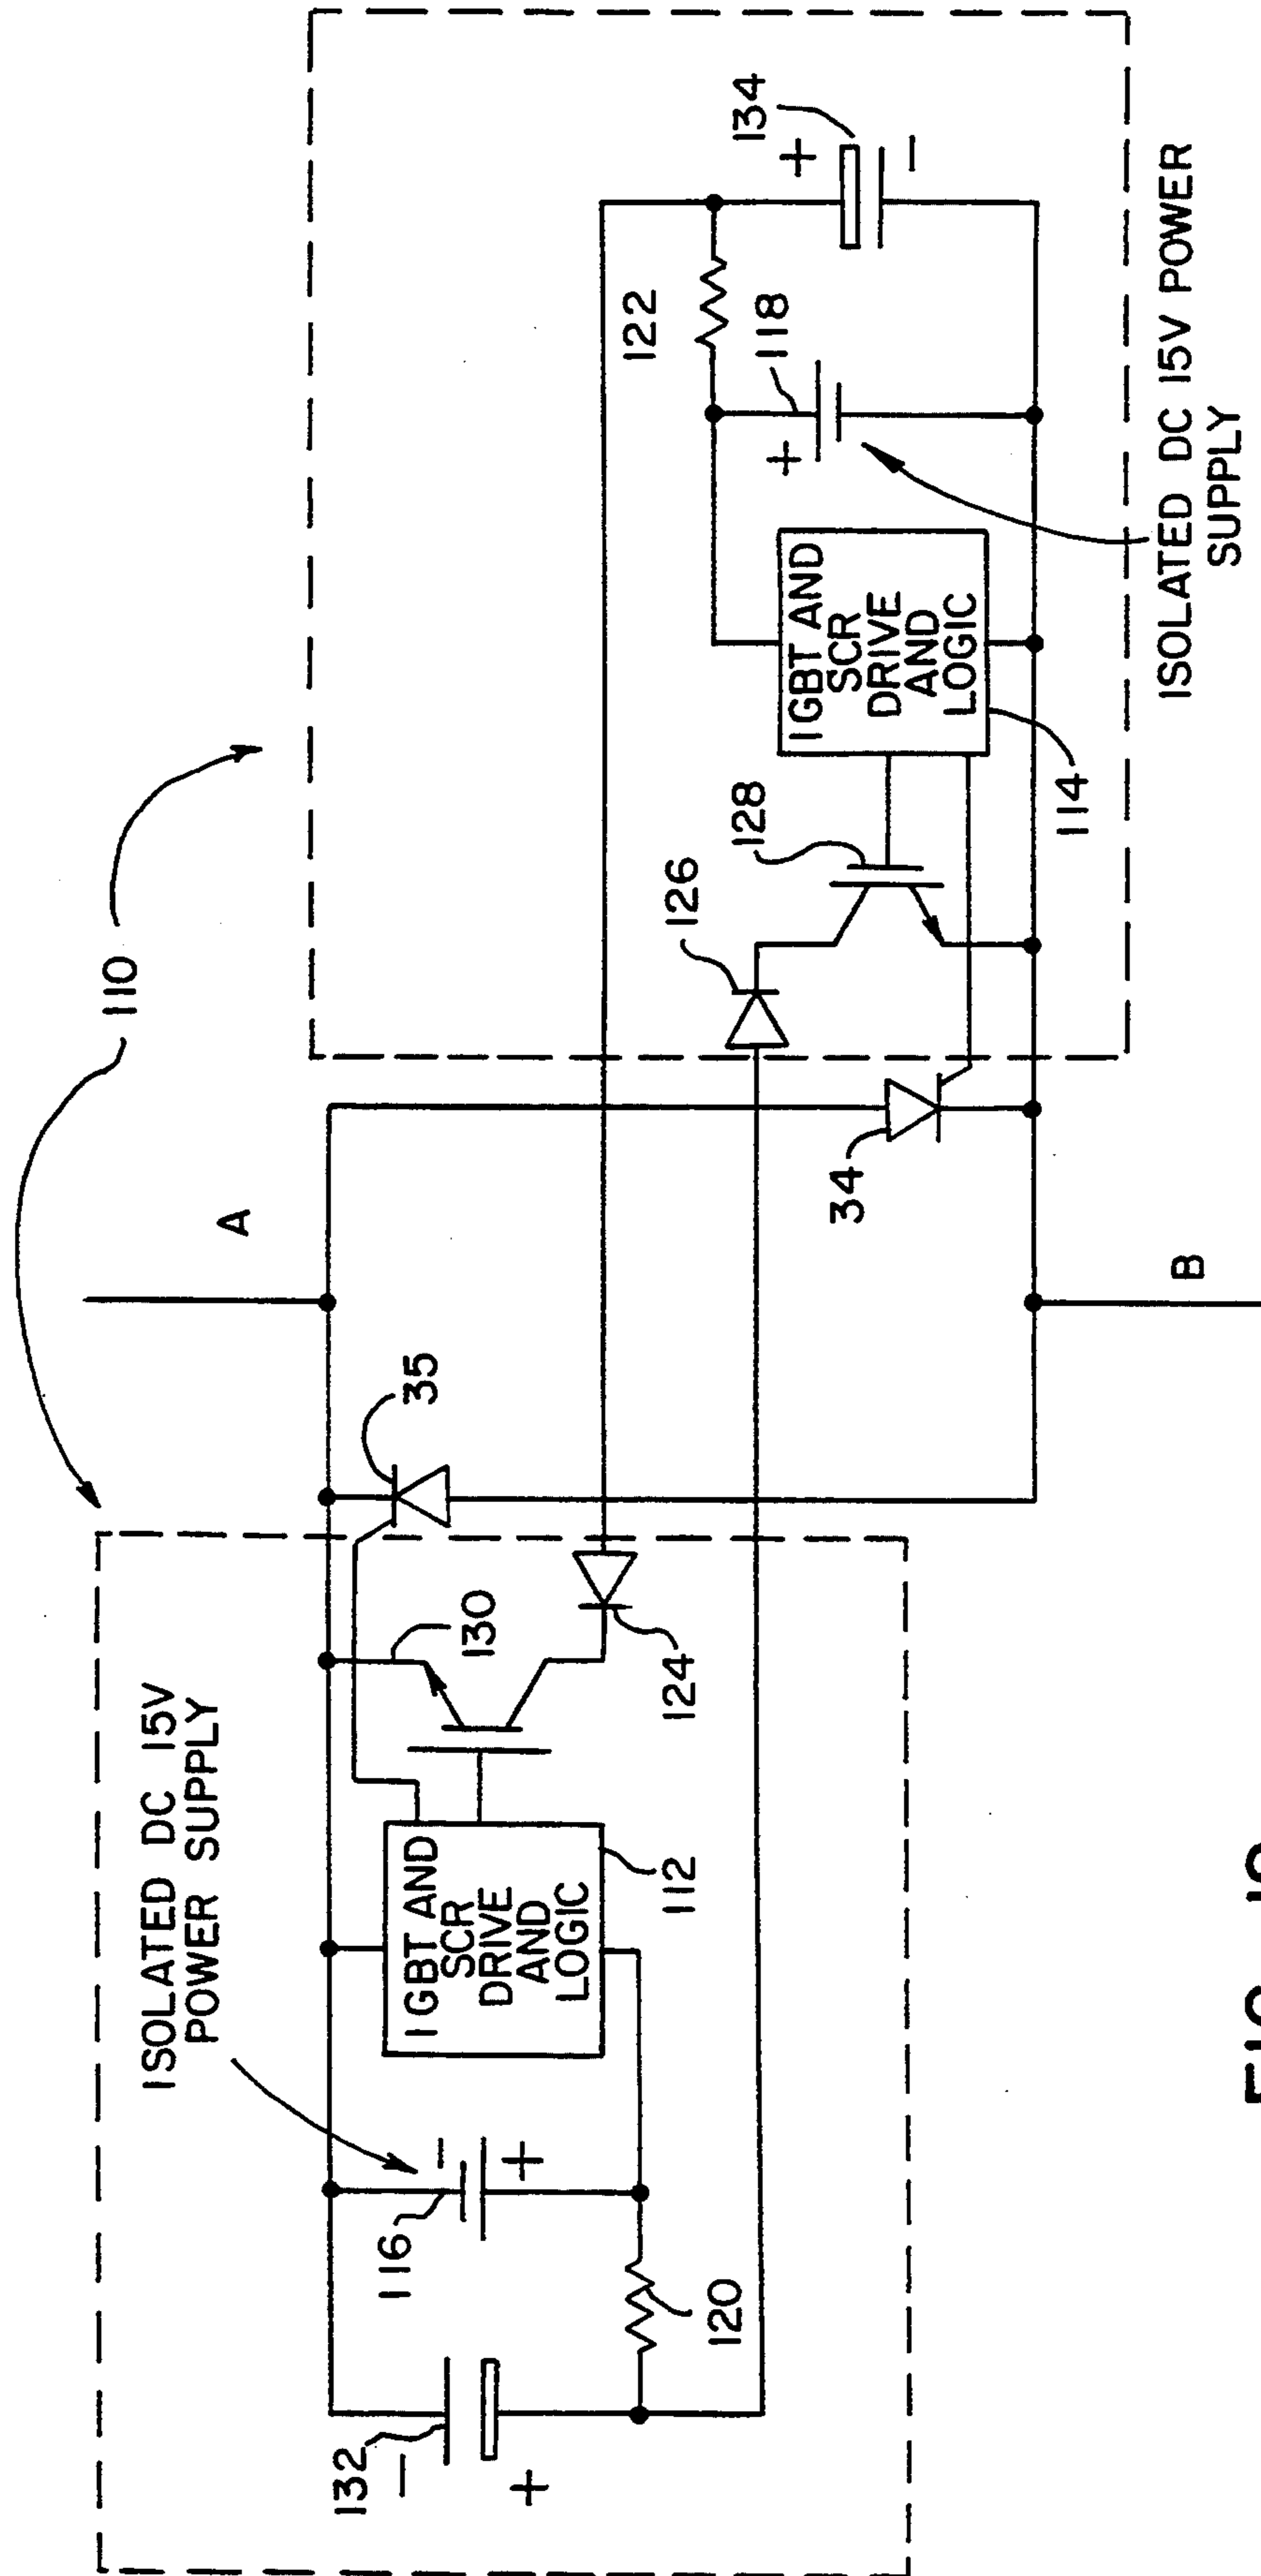 110
A
35
34
B
ISOLATED DC 15V
POWER SUPPLY
132
−
+
116
−
+
120
IGBT AND
SCR
DRIVE
AND
LOGIC
112
130
124
126
128
IGBT AND
SCR
DRIVE
AND
LOGIC
114
122
118
+
134
+
−
ISOLATED DC 15V POWER
SUPPLY